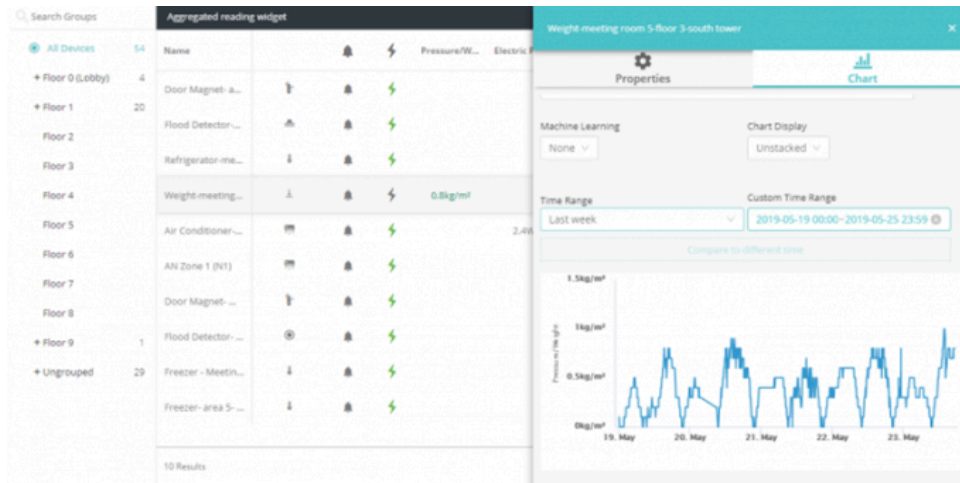 Search Groups
All Devices 54
+ Floor 0 (Lobby) 4
+ Floor 1 20
Floor 2
Floor 3
Floor 4
Floor 5
Floor 6
Floor 7
Floor 8
+ Floor 9 1
+ Ungrouped 29
Aggregated reading widget
Name Pressure/W... Electric
Door Magnet- a...
Flood Detector-...
Refrigerator-me...
Weight-meeting... 0.8kg/m²
Air Conditioner-... 2.4W
AN Zone 1 (N1)
Door Magnet- ...
Flood Detector- ...
Freezer - Meetin...
Freezer- area 5- ...
10 Results
Weight-meeting room 5-floor 3-south tower ×
Properties
Chart
Machine Learning
None
Chart Display
Unstacked
Time Range
Last week
Custom Time Range
2019-05-19 00:00~2019-05-25 23:59
Compare to different time
Pressure/Weight
1.5kg/m²
1kg/m²
0.5kg/m²
0kg/m²
19. May 20. May 21. May 22. May 23. May